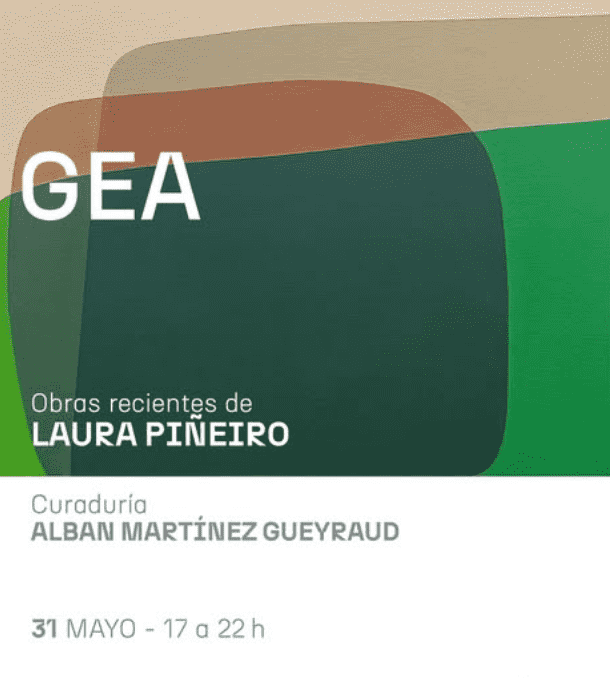 GEA
Obras recientes de
LAURA PIÑEIRO
Curaduría
ALBAN MARTÍNEZ GUEYRAUD
31 MAYO - 17 a 22 h